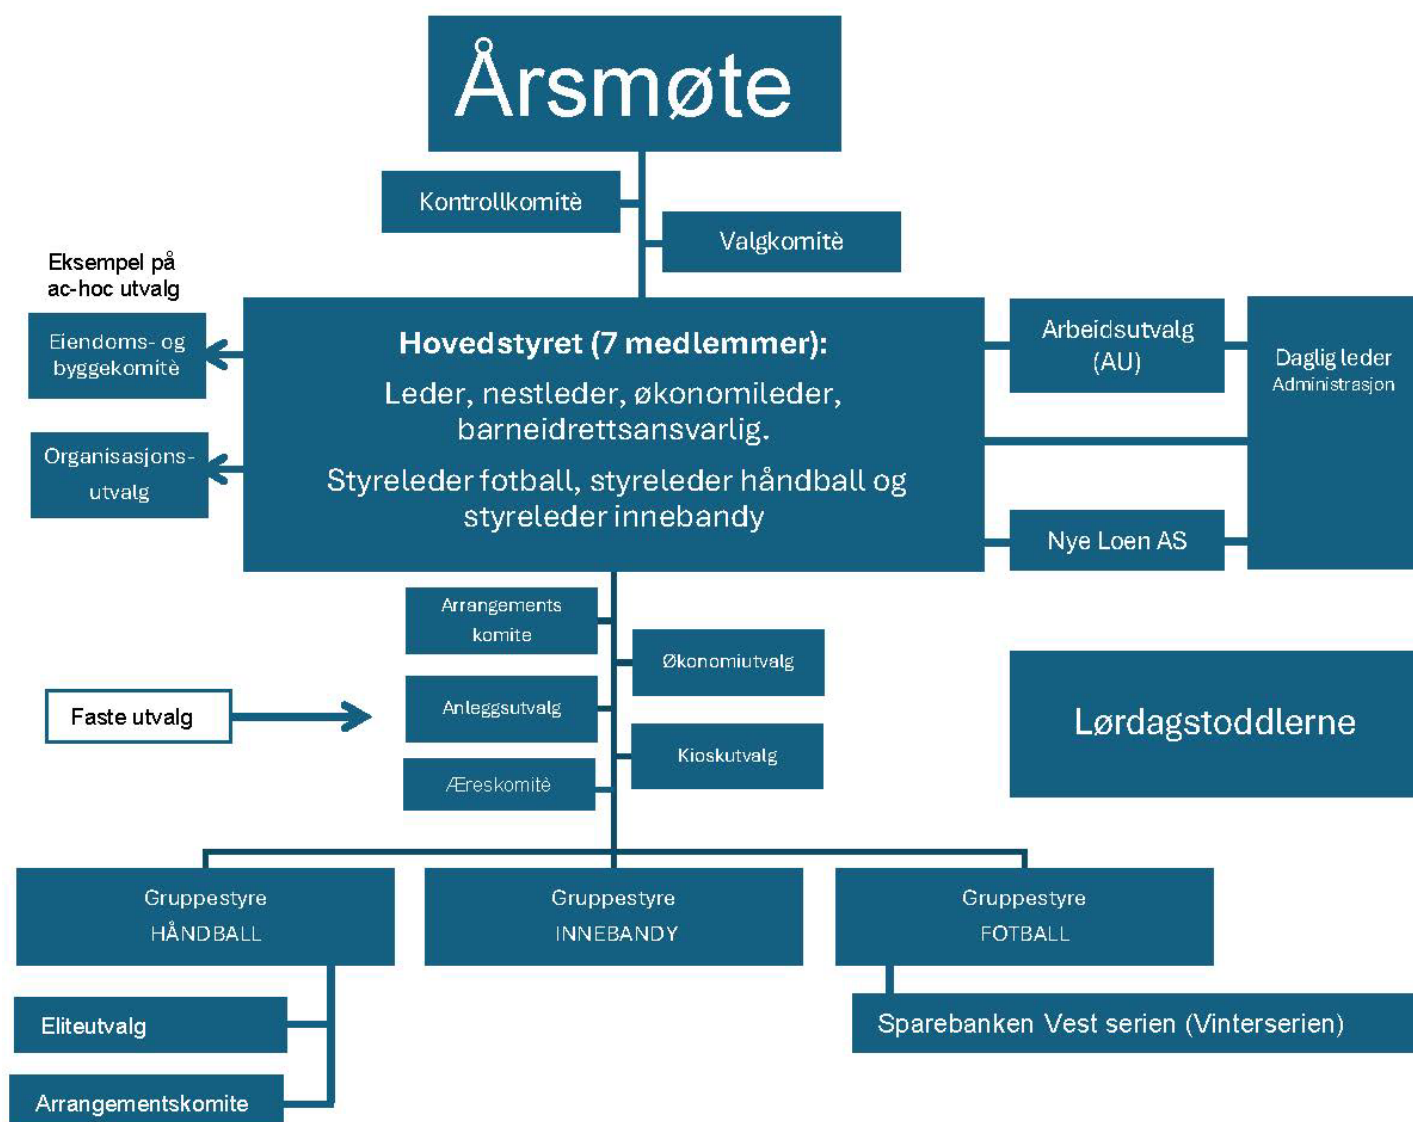 Årsmøte
Kontrollkomitè
Valgkomitè
Eksempel på
ac-hoc utvalg
Eiendoms- og
byggekomitè
Organisasjons-
utvalg
Hovedstyret (7 medlemmer):
Leder, nestleder, økonomileder,
barneidrettsansvarlig.
Styreleder fotball, styreleder håndball og
styreleder innebandy
Arbeidsutvalg
(AU)
Daglig leder
Administrasjon
Nye Loen AS
Arrangements
komite
Økonomiutvalg
Faste utvalg
Anleggsutvalg
Kioskutvalg
Æreskomitè
Lørdagstoddlerne
Gruppestyre
HÅNDBALL
Gruppestyre
INNEBANDY
Gruppestyre
FOTBALL
Eliteutvalg
Arrangementskomite
Sparebanken Vest serien (Vinterserien)